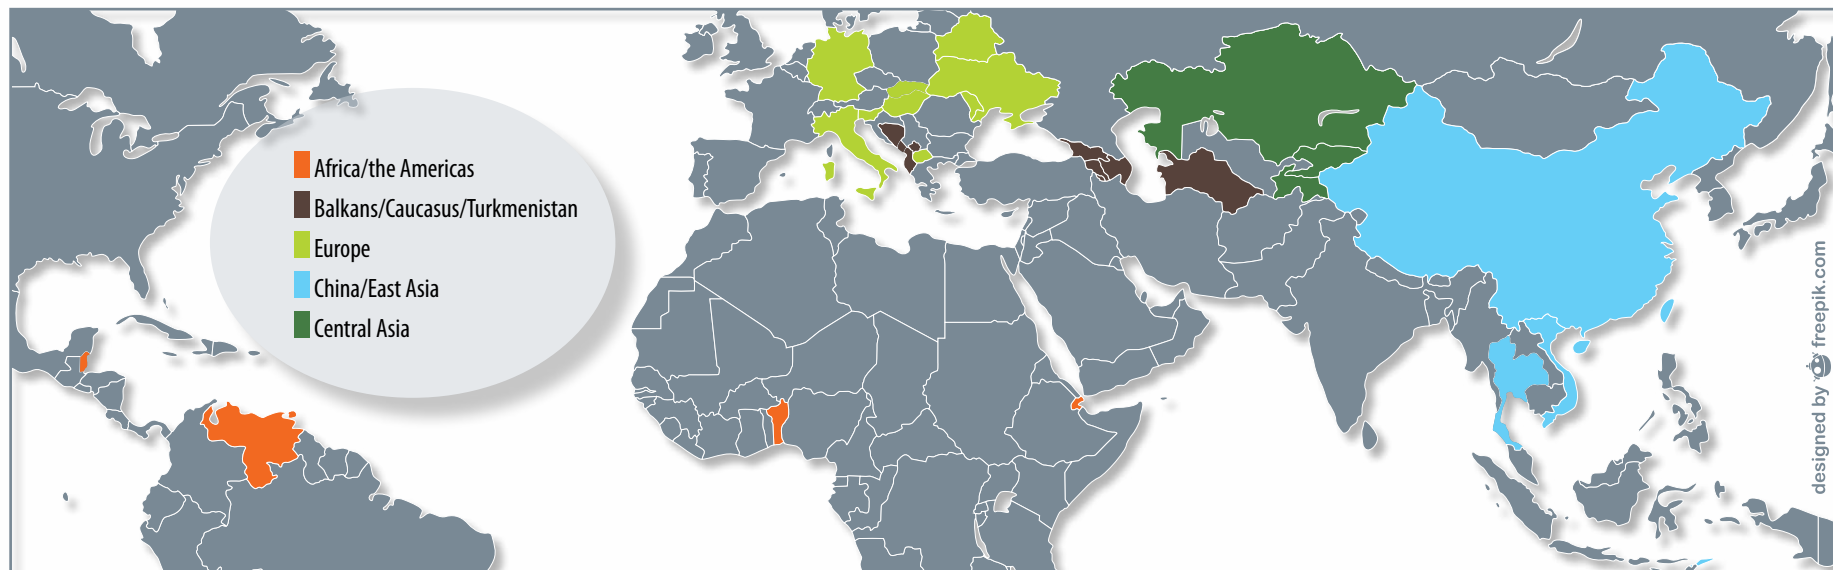 Africa/the Americas
Balkans/Caucasus/Turkmenistan
Europe
China/East Asia
Central Asia
designed by freepik.com